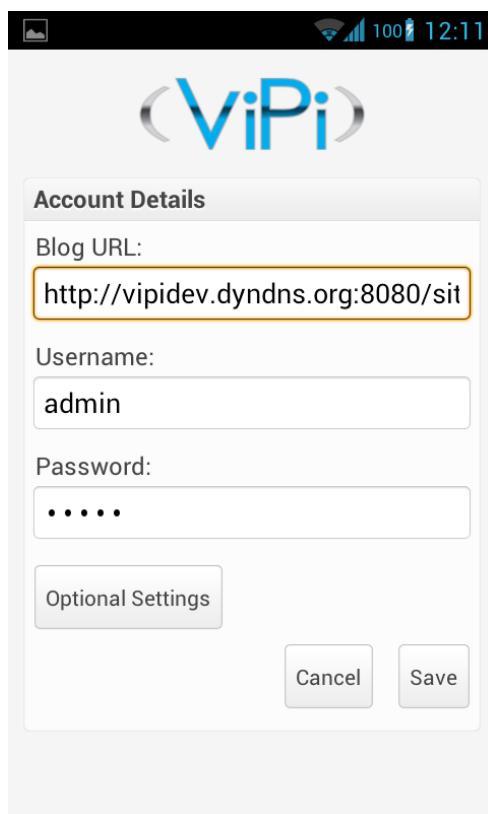 100 12:11
(ViPi)
Account Details
Blog URL:
http://vipidev.dyndns.org:8080/sit
Username:
admin
Password:
•••••
Optional Settings
Cancel Save